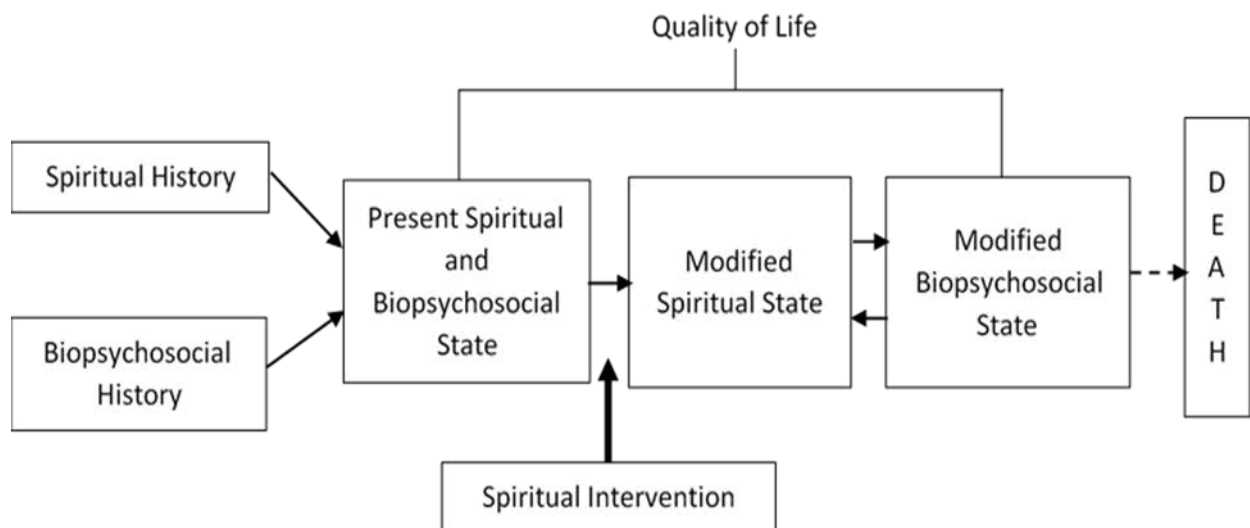 Quality of Life
Spiritual History
Biopsychosocial
History
Present Spiritual
and
Biopsychosocial
State
Modified
Spiritual State
Modified
Biopsychosocial
State
D
E
A
T
H
Spiritual Intervention